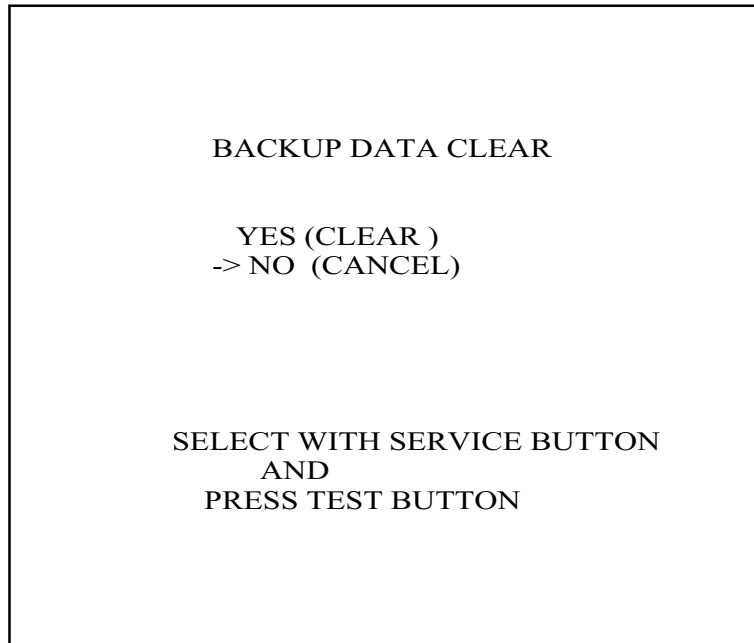 BACKUP DATA CLEAR
YES (CLEAR )
-> NO (CANCEL)
SELECT WITH SERVICE BUTTON
AND
PRESS TEST BUTTON